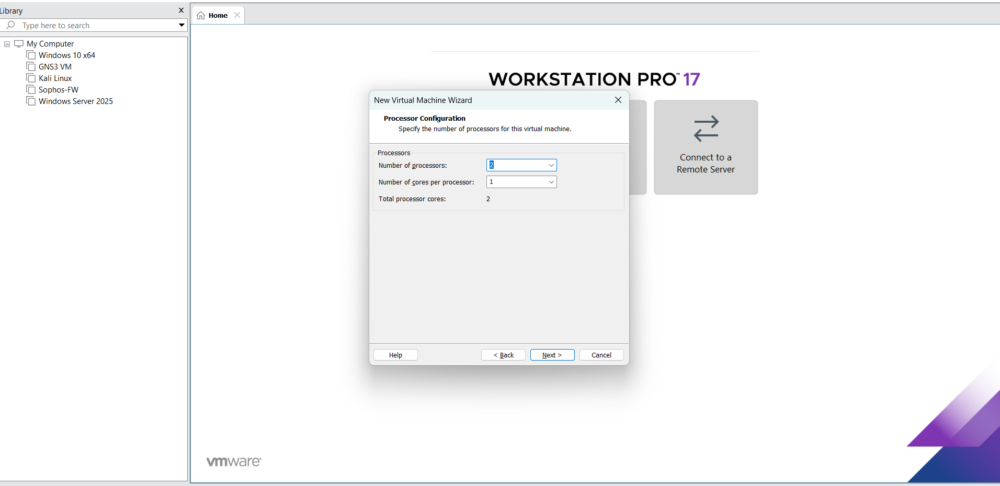 Library
Type here to search
My Computer
Windows 10 x64
GNS3 VM
Kali Linux
Sophos-FW
Windows Server 2025
Home
WORKSTATION PRO™ 17
New Virtual Machine Wizard
Processor Configuration
Specify the number of processors for this virtual machine.
Processors
Number of processors: 2
Number of cores per processor: 1
Total processor cores: 2
Help
< Back
Next >
Cancel
Connect to a
Remote Server
vmware®